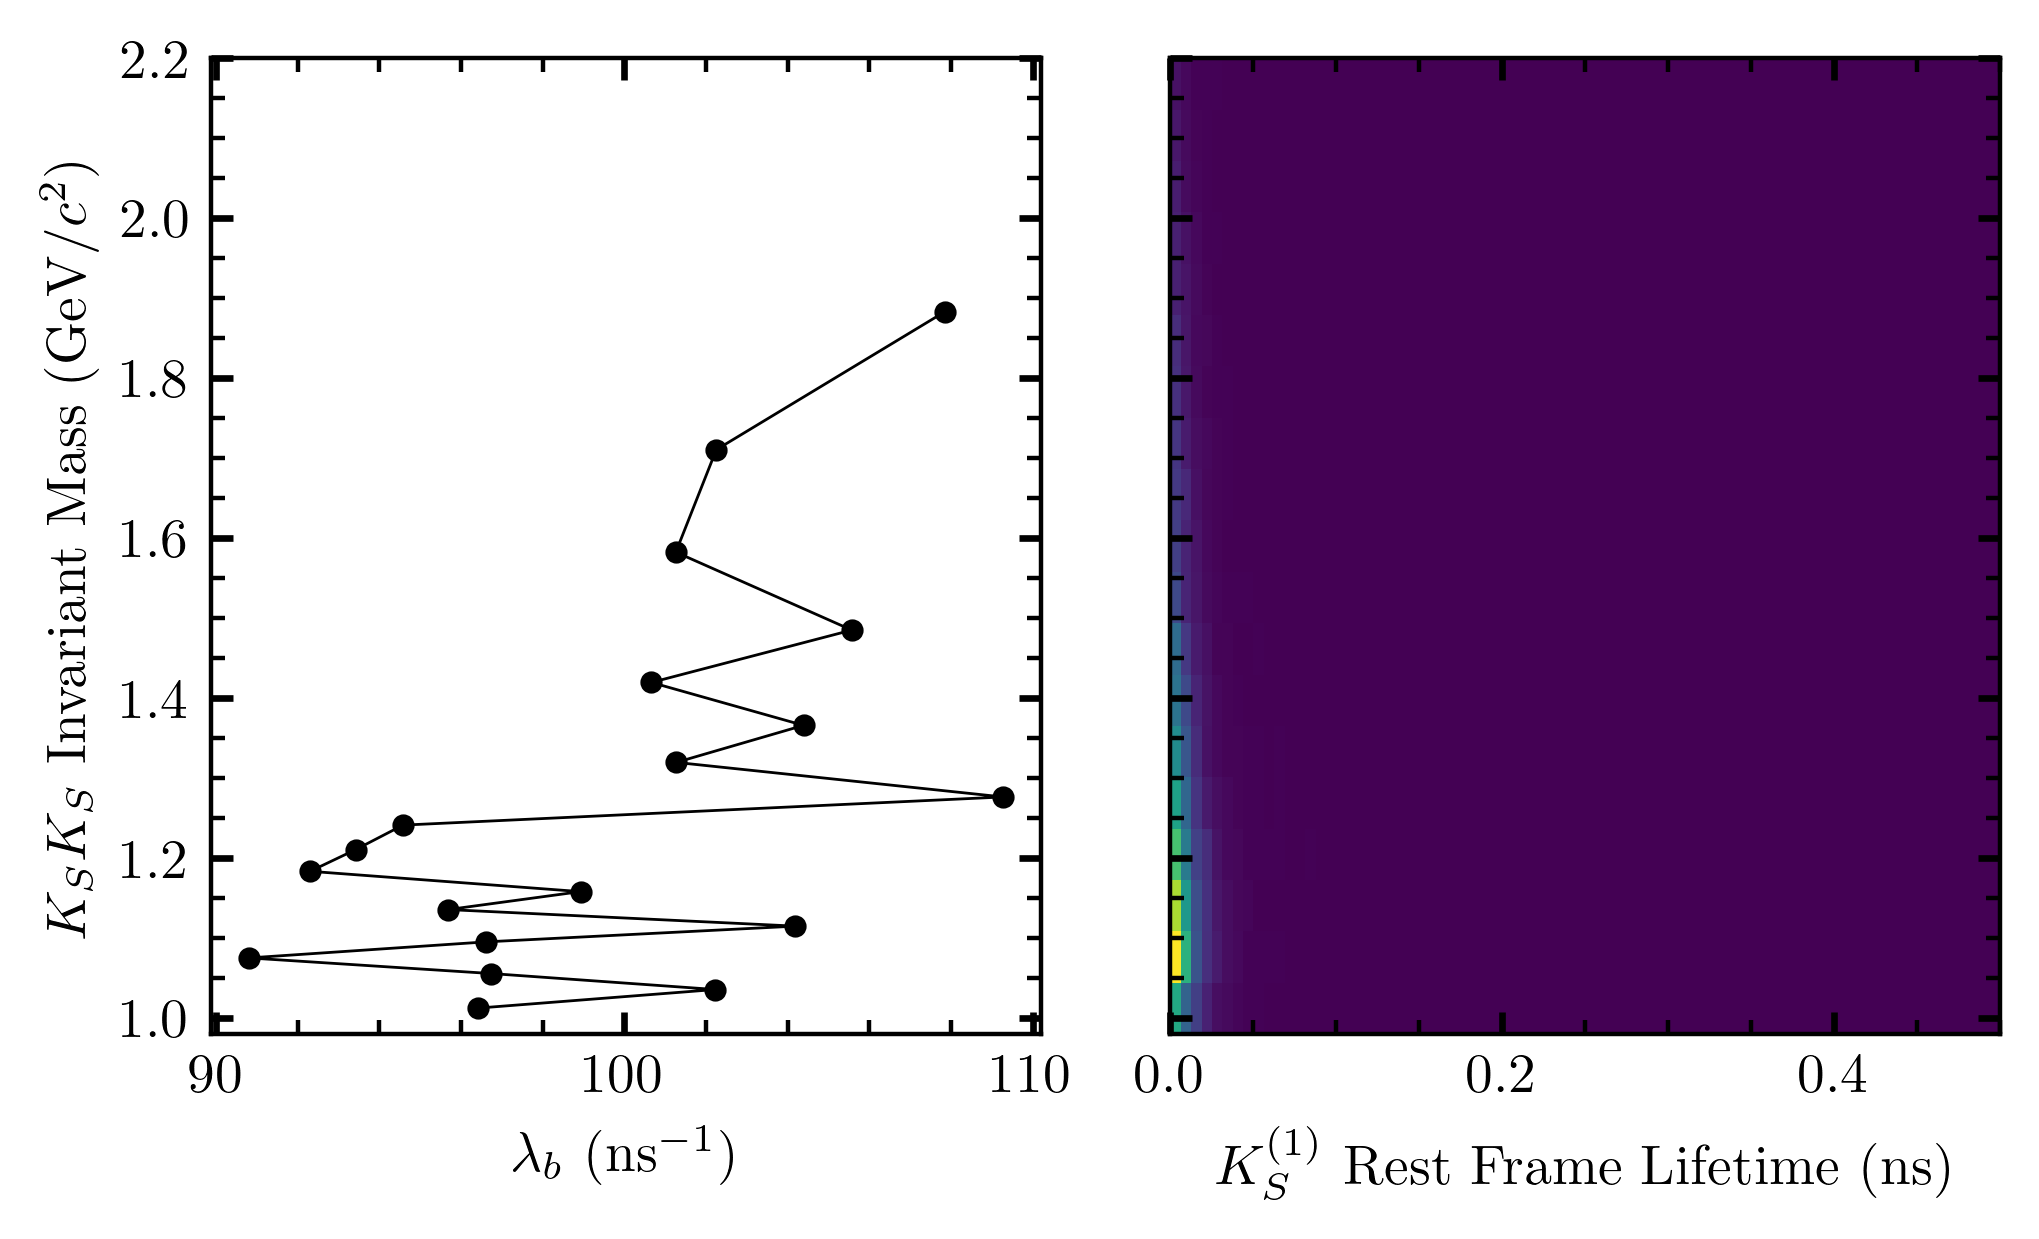 2.2
2.0
1.8
1.6
1.4
1.2
1.0
K_S K_S Invariant Mass (GeV/c²)
90 100 110
λ_b (ns⁻¹)
0.0 0.2 0.4
K_S^(1) Rest Frame Lifetime (ns)